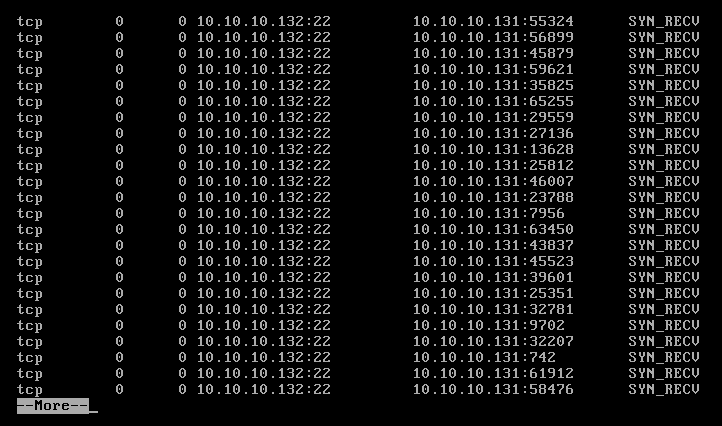 tcp 0 0 10.10.10.132:22 10.10.10.131:55324 SYN_RECV
tcp 0 0 10.10.10.132:22 10.10.10.131:56899 SYN_RECV
tcp 0 0 10.10.10.132:22 10.10.10.131:45879 SYN_RECV
tcp 0 0 10.10.10.132:22 10.10.10.131:59621 SYN_RECV
tcp 0 0 10.10.10.132:22 10.10.10.131:35825 SYN_RECV
tcp 0 0 10.10.10.132:22 10.10.10.131:65255 SYN_RECV
tcp 0 0 10.10.10.132:22 10.10.10.131:29559 SYN_RECV
tcp 0 0 10.10.10.132:22 10.10.10.131:27136 SYN_RECV
tcp 0 0 10.10.10.132:22 10.10.10.131:13628 SYN_RECV
tcp 0 0 10.10.10.132:22 10.10.10.131:25812 SYN_RECV
tcp 0 0 10.10.10.132:22 10.10.10.131:46007 SYN_RECV
tcp 0 0 10.10.10.132:22 10.10.10.131:23788 SYN_RECV
tcp 0 0 10.10.10.132:22 10.10.10.131:7956 SYN_RECV
tcp 0 0 10.10.10.132:22 10.10.10.131:63450 SYN_RECV
tcp 0 0 10.10.10.132:22 10.10.10.131:43837 SYN_RECV
tcp 0 0 10.10.10.132:22 10.10.10.131:45523 SYN_RECV
tcp 0 0 10.10.10.132:22 10.10.10.131:39601 SYN_RECV
tcp 0 0 10.10.10.132:22 10.10.10.131:25351 SYN_RECV
tcp 0 0 10.10.10.132:22 10.10.10.131:32781 SYN_RECV
tcp 0 0 10.10.10.132:22 10.10.10.131:9702 SYN_RECV
tcp 0 0 10.10.10.132:22 10.10.10.131:32207 SYN_RECV
tcp 0 0 10.10.10.132:22 10.10.10.131:742 SYN_RECV
tcp 0 0 10.10.10.132:22 10.10.10.131:61912 SYN_RECV
tcp 0 0 10.10.10.132:22 10.10.10.131:58476 SYN_RECV
--More--_